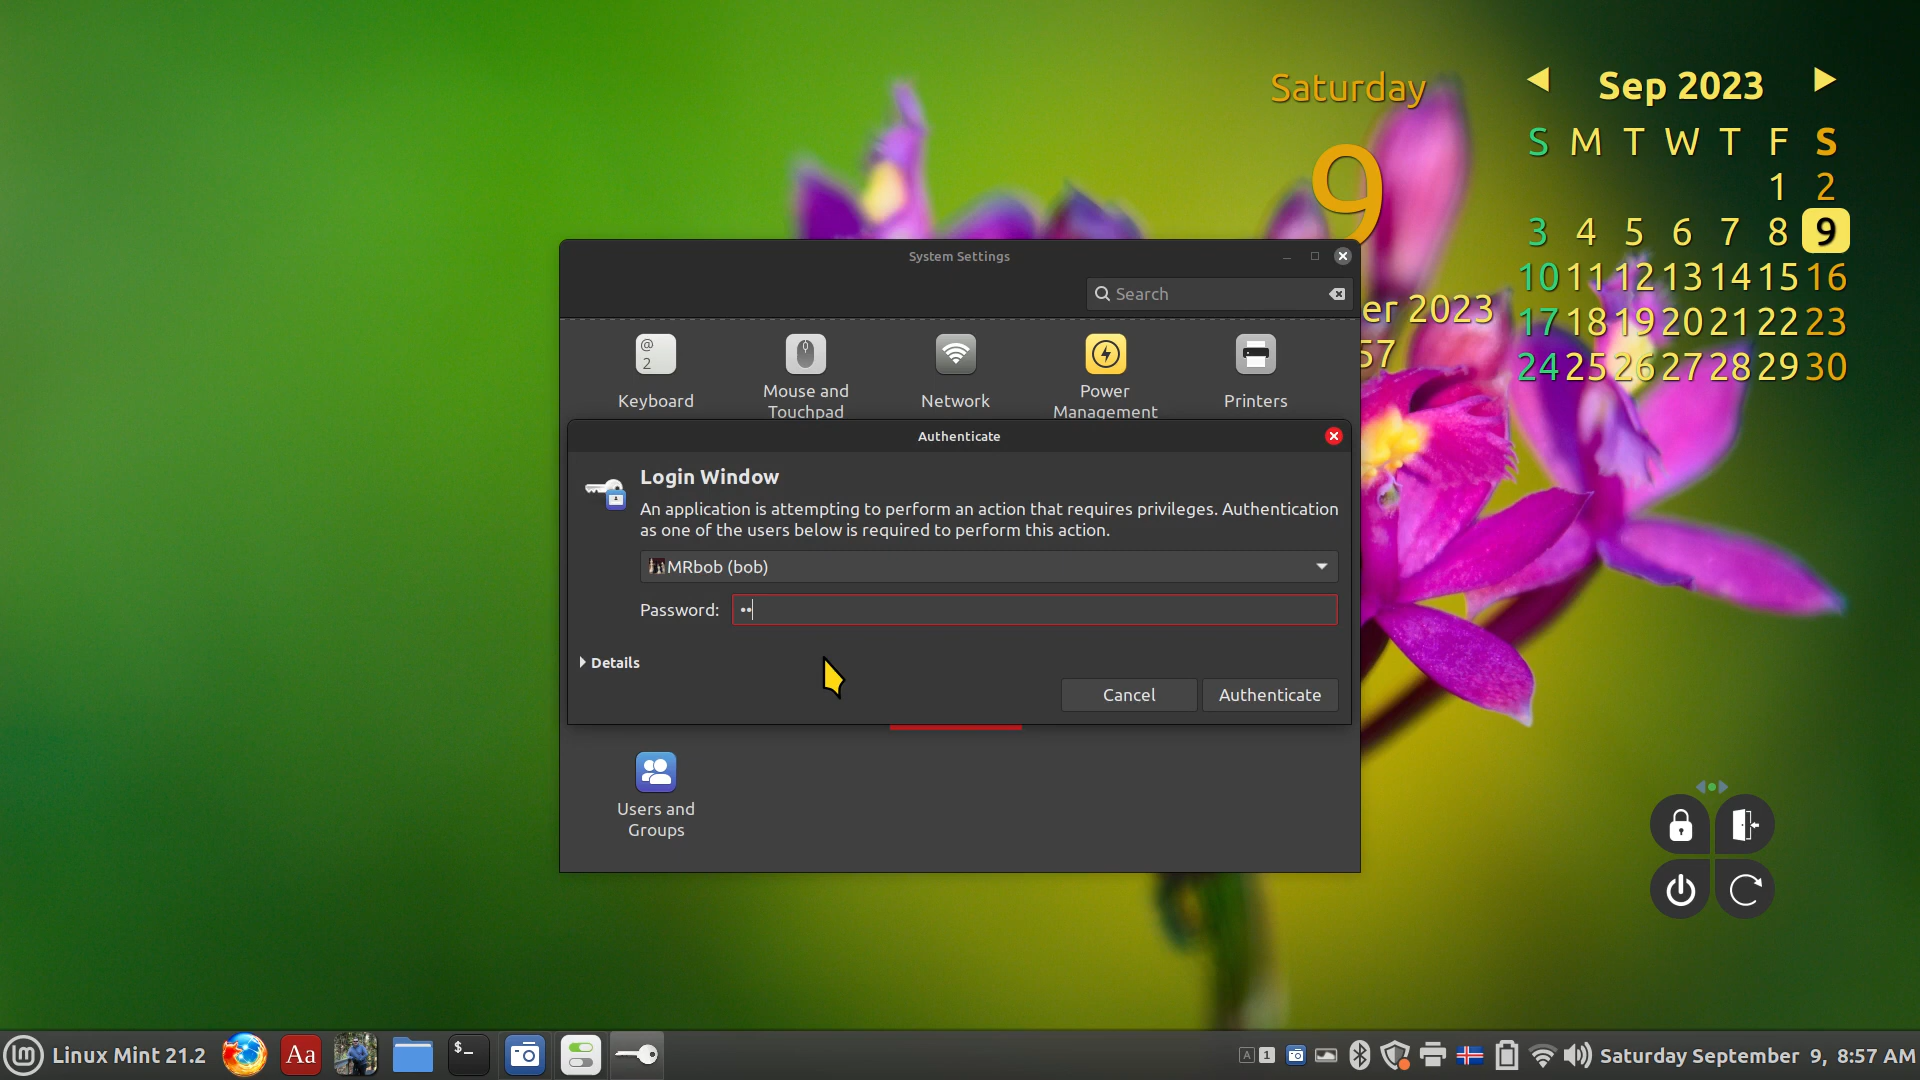 Saturday
9
er 2023
57
Sep 2023
S M T W T F S
1 2
3 4 5 6 7 8 9
10 11 12 13 14 15 16
17 18 19 20 21 22 23
24 25 26 27 28 29 30
System Settings
Search
@
2
Keyboard
Mouse and
Touchpad
Network
Power
Management
Printers
Authenticate
Login Window
An application is attempting to perform an action that requires privileges. Authentication
as one of the users below is required to perform this action.
MRbob (bob)
Password: ••
Details
Cancel
Authenticate
Users and
Groups
Linux Mint 21.2
Aa
$-
A 1
Saturday September 9, 8:57 AM